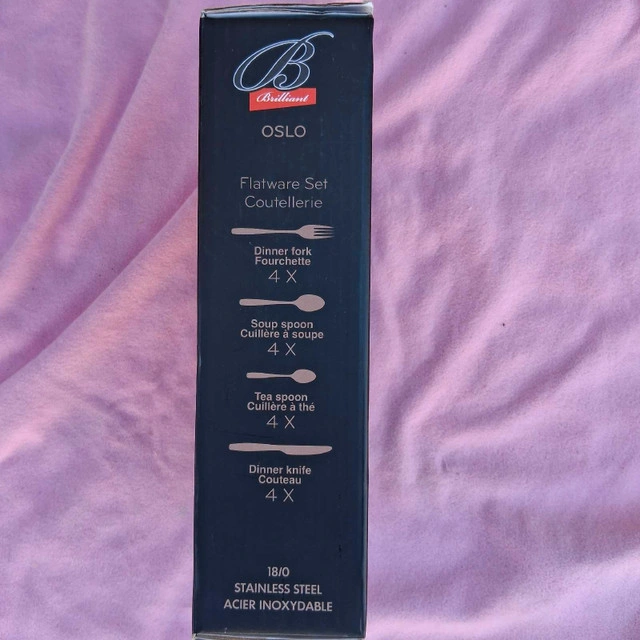 B
Brilliant
OSLO
Flatware Set
Coutellerie
Dinner fork
Fourchette
4 X
Soup spoon
Cuillère à soupe
4 X
Tea spoon
Cuillère à thé
4 X
Dinner knife
Couteau
4 X
18/0
STAINLESS STEEL
ACIER INOXYDABLE